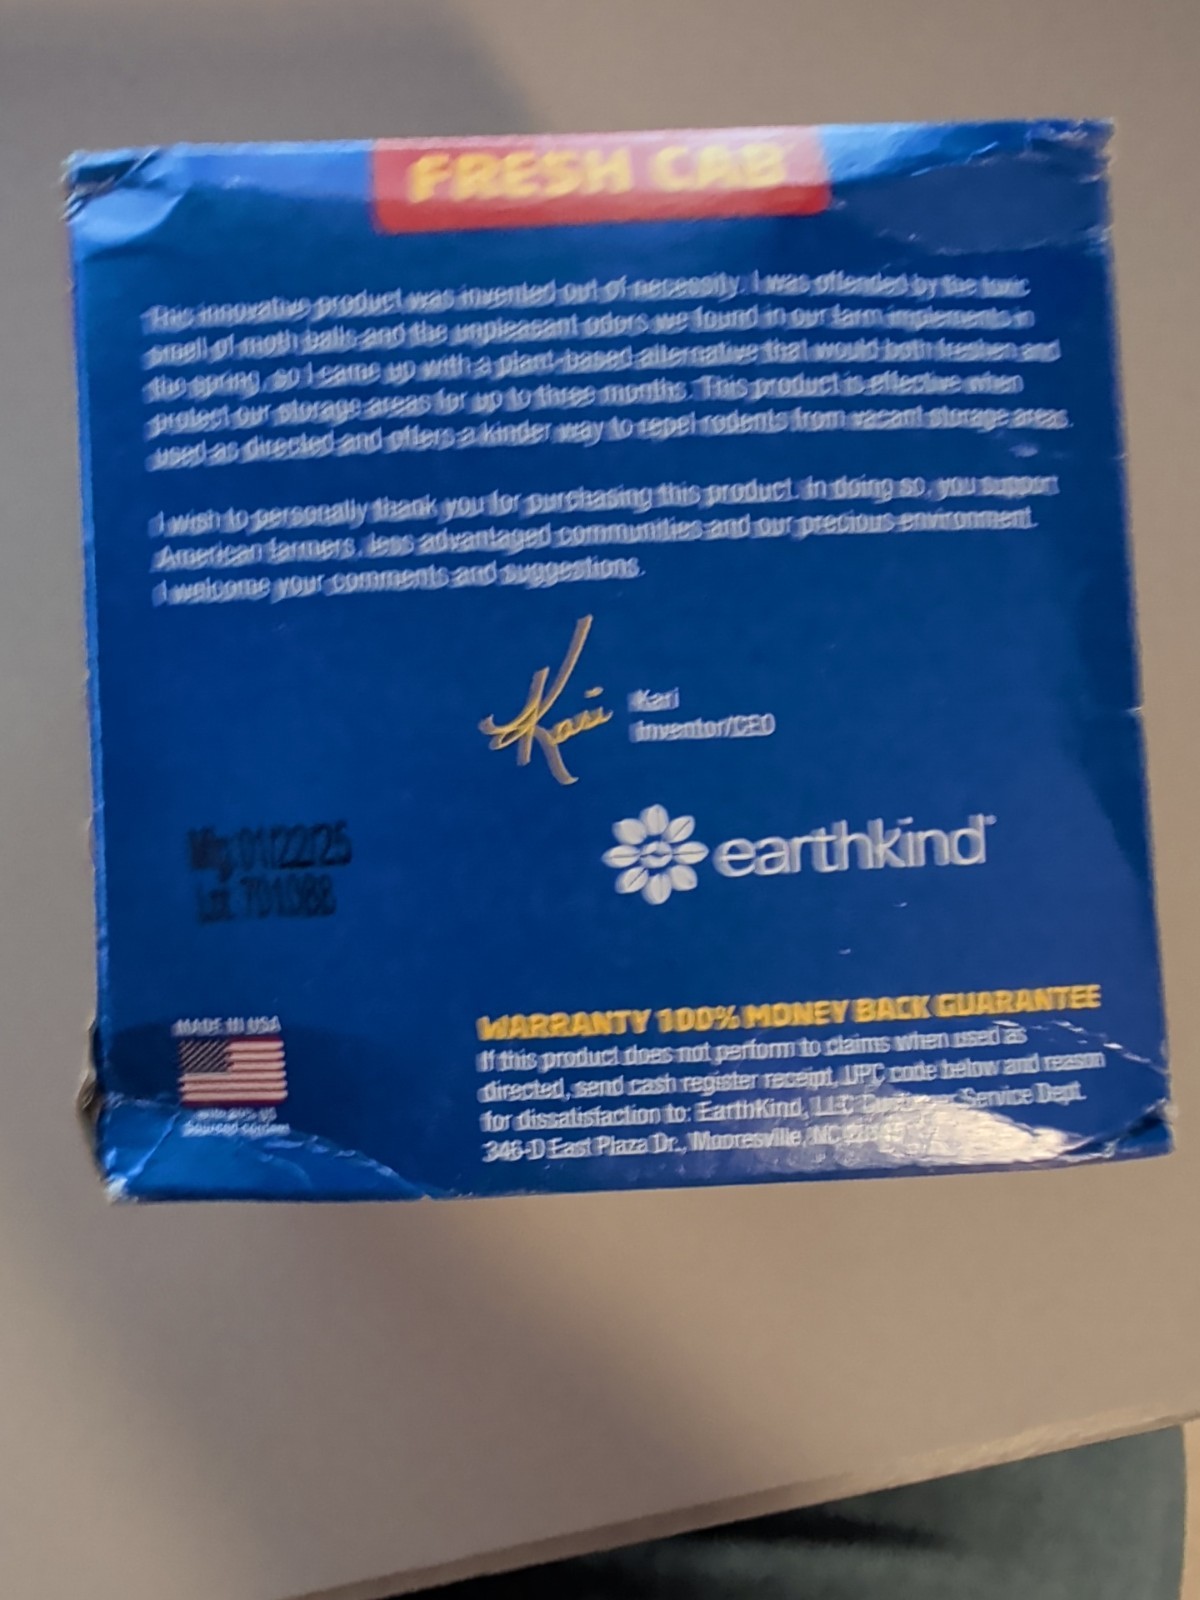 FRESH CAB
This innovative product was invented out of necessity. I was offended by the toxic
smell of moth balls and the unpleasant odors we found in our farm implements in
the spring, so I came up with a plant-based alternative that would both freshen and
protect our storage areas for up to three months. This product is effective when
used as directed and offers a kinder way to repel rodents from vacant storage areas.
I wish to personally thank you for purchasing this product. In doing so, you support
American farmers, less advantaged communities and our precious environment.
I welcome your comments and suggestions.
Kari
Kari
Inventor/CEO
earthkind
Mfg 01/22/25
Lot 701088
MADE IN USA
sourced content
WARRANTY 100% MONEY BACK GUARANTEE
If this product does not perform to claims when used as
directed, send cash register receipt, UPC code below and reason
for dissatisfaction to: EarthKind, LLC Customer Service Dept.
346-D East Plaza Dr., Mooresville, NC